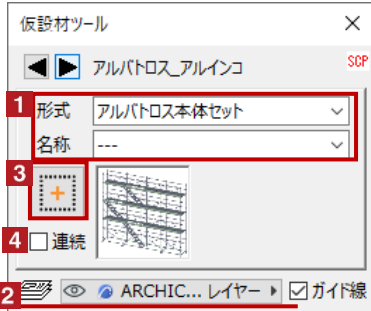 仮設材ツール
アルバトロス_アルインコ SCP
1 形式 アルバトロス本体セット
名称 ---
3
4 連続
2 ARCHIC... レイヤー ガイド線